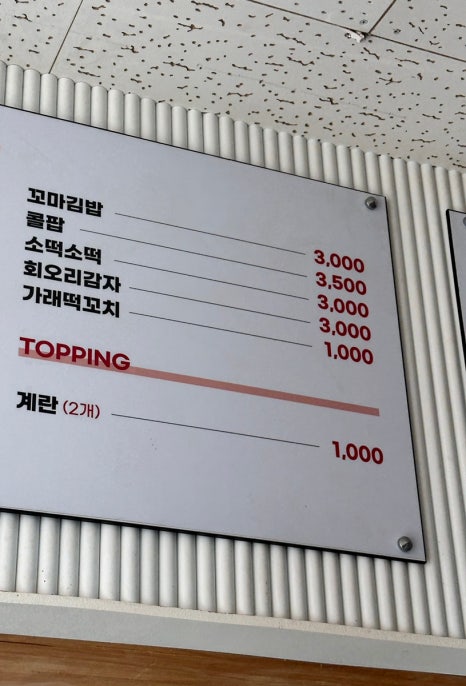 꼬마김밥 3,000
콜팝 3,500
소떡소떡 3,000
회오리감자 3,000
가래떡꼬치 1,000
TOPPING
계란 (2개) 1,000